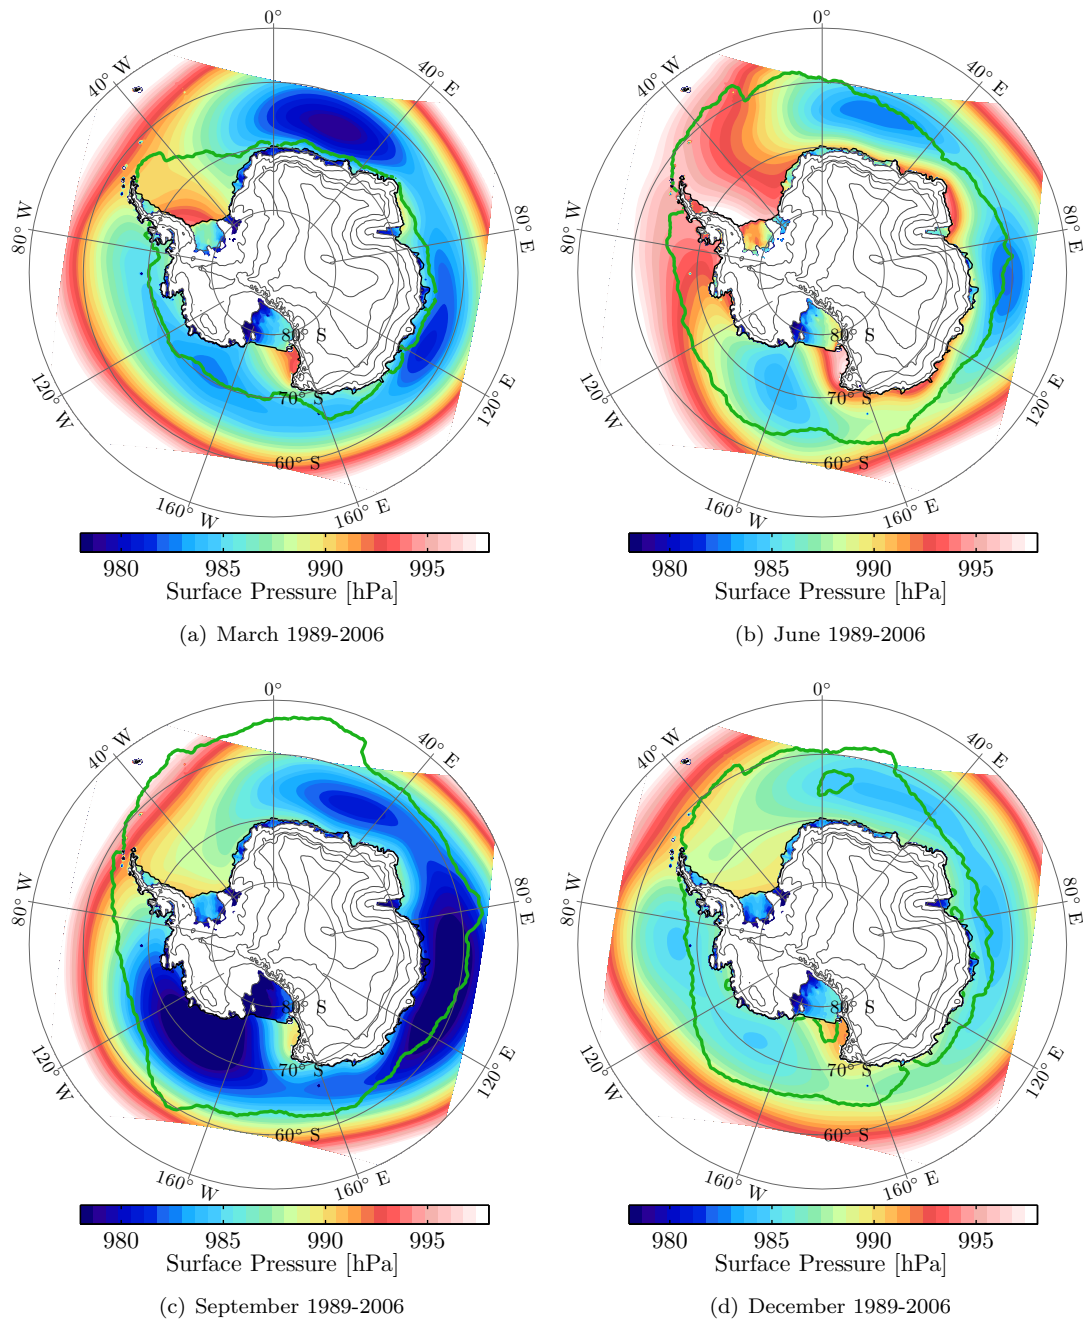 0°
0°
40° W
40° E
40° W
40° E
80° W
80° E
80° W
80° E
80° S
80° S
120° W
70° S
120° E
120° W
70° S
120° E
60° S
60° S
160° W
160° E
160° W
160° E
980 985 990 995
980 985 990 995
Surface Pressure [hPa]
Surface Pressure [hPa]
(a) March 1989-2006
(b) June 1989-2006
0°
0°
40° W
40° E
40° W
40° E
80° W
80° E
80° W
80° E
80° S
80° S
120° W
70° S
120° E
120° W
70° S
120° E
60° S
60° S
160° W
160° E
160° W
160° E
980 985 990 995
980 985 990 995
Surface Pressure [hPa]
Surface Pressure [hPa]
(c) September 1989-2006
(d) December 1989-2006